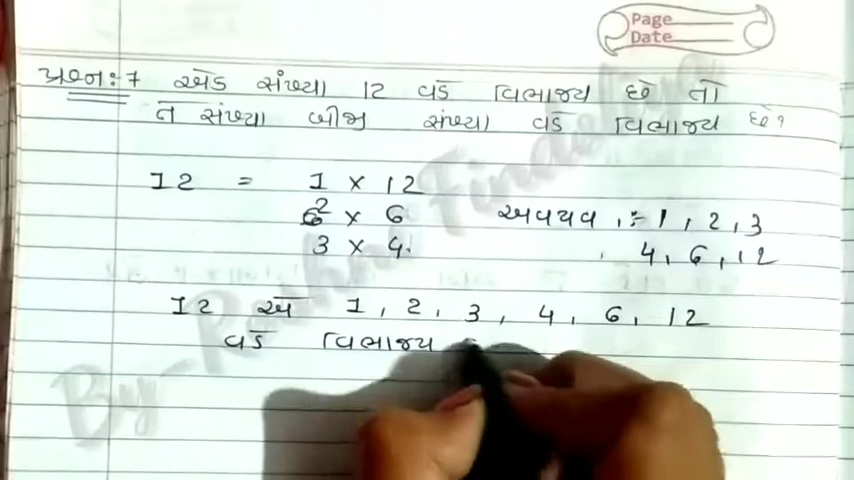 Page
Date
પ્રશ્ન:7 એક સંખ્યા 12 વડે વિભાજ્ય છે તો
તે સંખ્યા બીજી સંખ્યા વડે વિભાજ્ય છે?
12 = 1 × 12
2 × 6 અવયવ := 1, 2, 3
3 × 4 4, 6, 12
12 એ 1, 2, 3, 4, 6, 12
વડે વિભાજ્ય